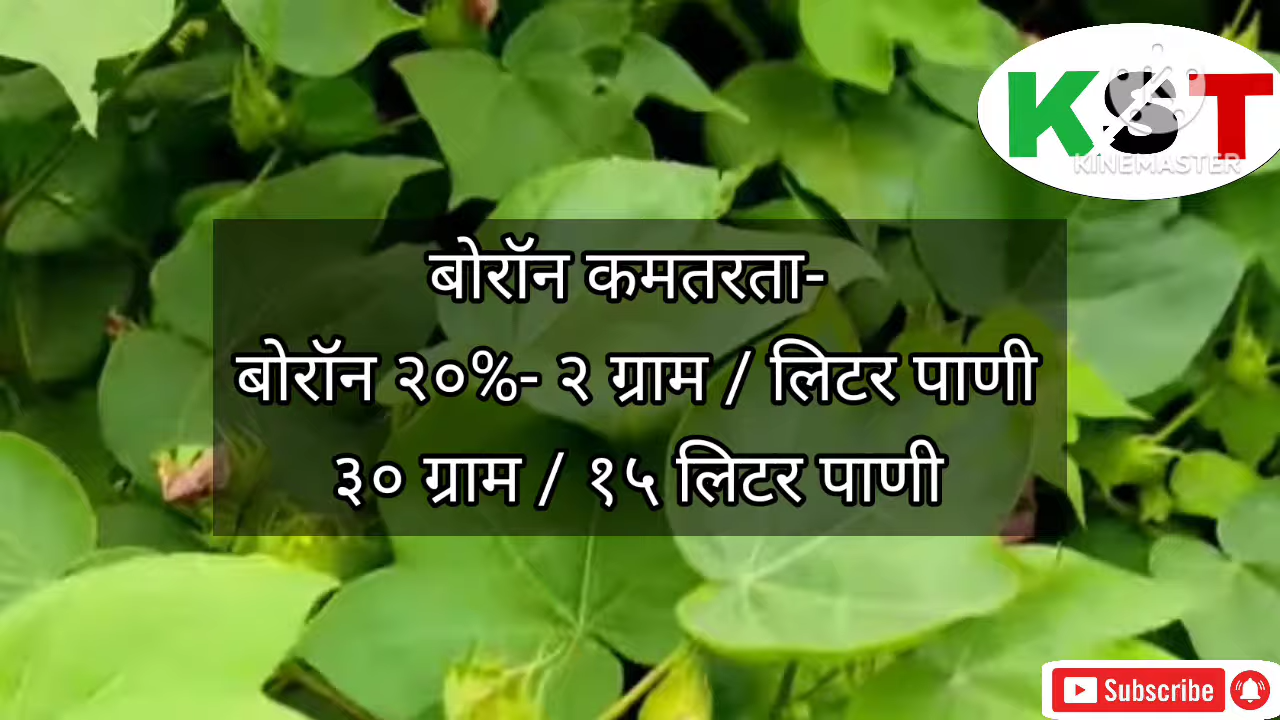 KST
KINEMASTER
बोरॉन कमतरता-
बोरॉन २०%- २ ग्राम / लिटर पाणी
३० ग्राम / १५ लिटर पाणी
Subscribe